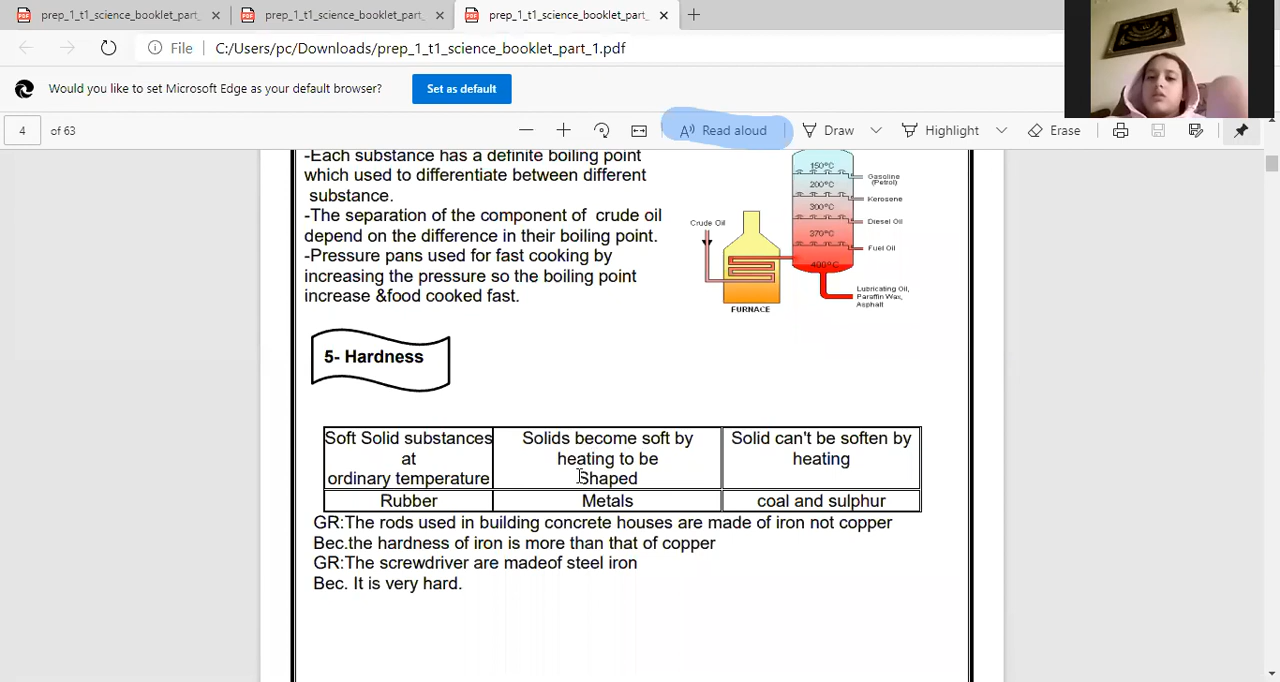 prep_1_t1_science_booklet_part_
prep_1_t1_science_booklet_part_
prep_1_t1_science_booklet_part_
File C:/Users/pc/Downloads/prep_1_t1_science_booklet_part_1.pdf
Would you like to set Microsoft Edge as your default browser? Set as default
4 of 63 Read aloud Draw Highlight Erase
-Each substance has a definite boiling point
which used to differentiate between different
substance.
-The separation of the component of crude oil
depend on the difference in their boiling point.
-Pressure pans used for fast cooking by
increasing the pressure so the boiling point
increase &food cooked fast.
150°C
Gasoline
(Petrol)
200°C
Kerosene
300°C
Crude Oil
Diesel Oil
370°C
Fuel Oil
400°C
Lubricating Oil,
Paraffin Wax,
Asphalt
FURNACE
5- Hardness
Soft Solid substances
at
ordinary temperature
Solids become soft by
heating to be
Shaped
Solid can't be soften by
heating
Rubber
Metals
coal and sulphur
GR:The rods used in building concrete houses are made of iron not copper
Bec.the hardness of iron is more than that of copper
GR:The screwdriver are madeof steel iron
Bec. It is very hard.